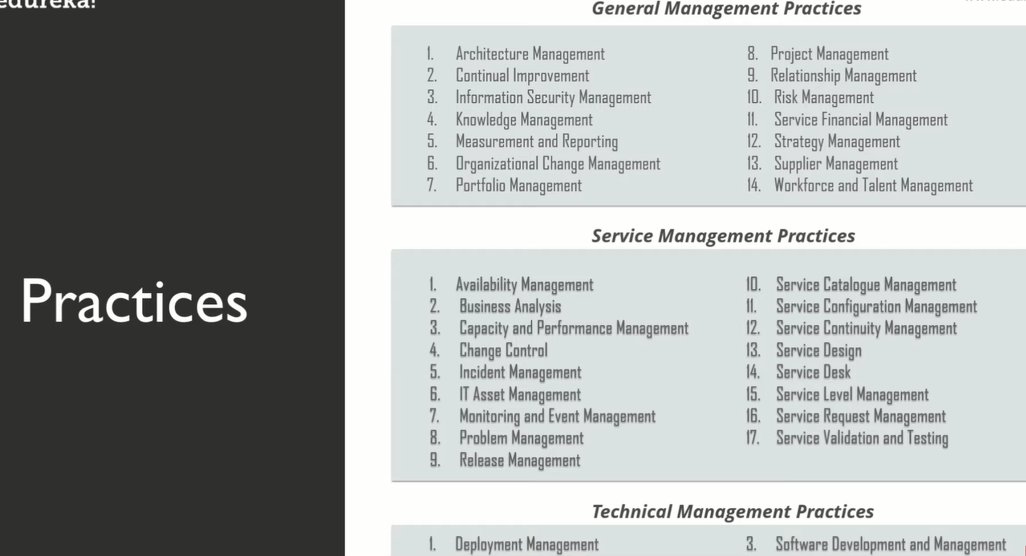 edureka!
General Management Practices
1. Architecture Management
2. Continual Improvement
3. Information Security Management
4. Knowledge Management
5. Measurement and Reporting
6. Organizational Change Management
7. Portfolio Management
8. Project Management
9. Relationship Management
10. Risk Management
11. Service Financial Management
12. Strategy Management
13. Supplier Management
14. Workforce and Talent Management
Practices
Service Management Practices
1. Availability Management
2. Business Analysis
3. Capacity and Performance Management
4. Change Control
5. Incident Management
6. IT Asset Management
7. Monitoring and Event Management
8. Problem Management
9. Release Management
10. Service Catalogue Management
11. Service Configuration Management
12. Service Continuity Management
13. Service Design
14. Service Desk
15. Service Level Management
16. Service Request Management
17. Service Validation and Testing
Technical Management Practices
1. Deployment Management
3. Software Development and Management